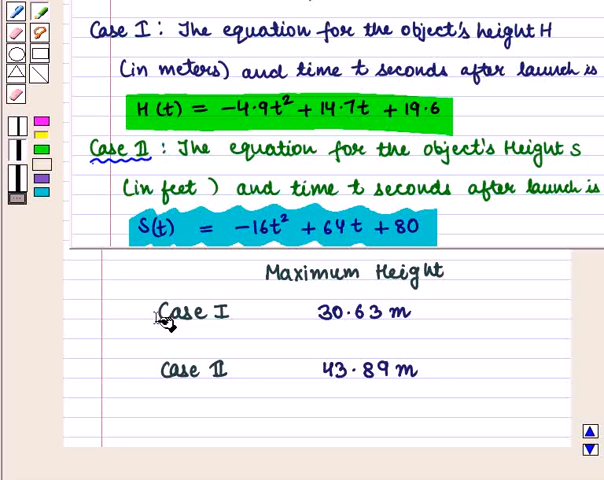 Case I : The equation for the object's height H
(in meters) and time t seconds after launch is
H(t) = -4.9t² + 14.7t + 19.6
Case II : The equation for the object's Height s
(in feet ) and time t seconds after launch is
S(t) = -16t² + 64t + 80
Maximum Height
Case I 30.63 m
Case II 43.89 m